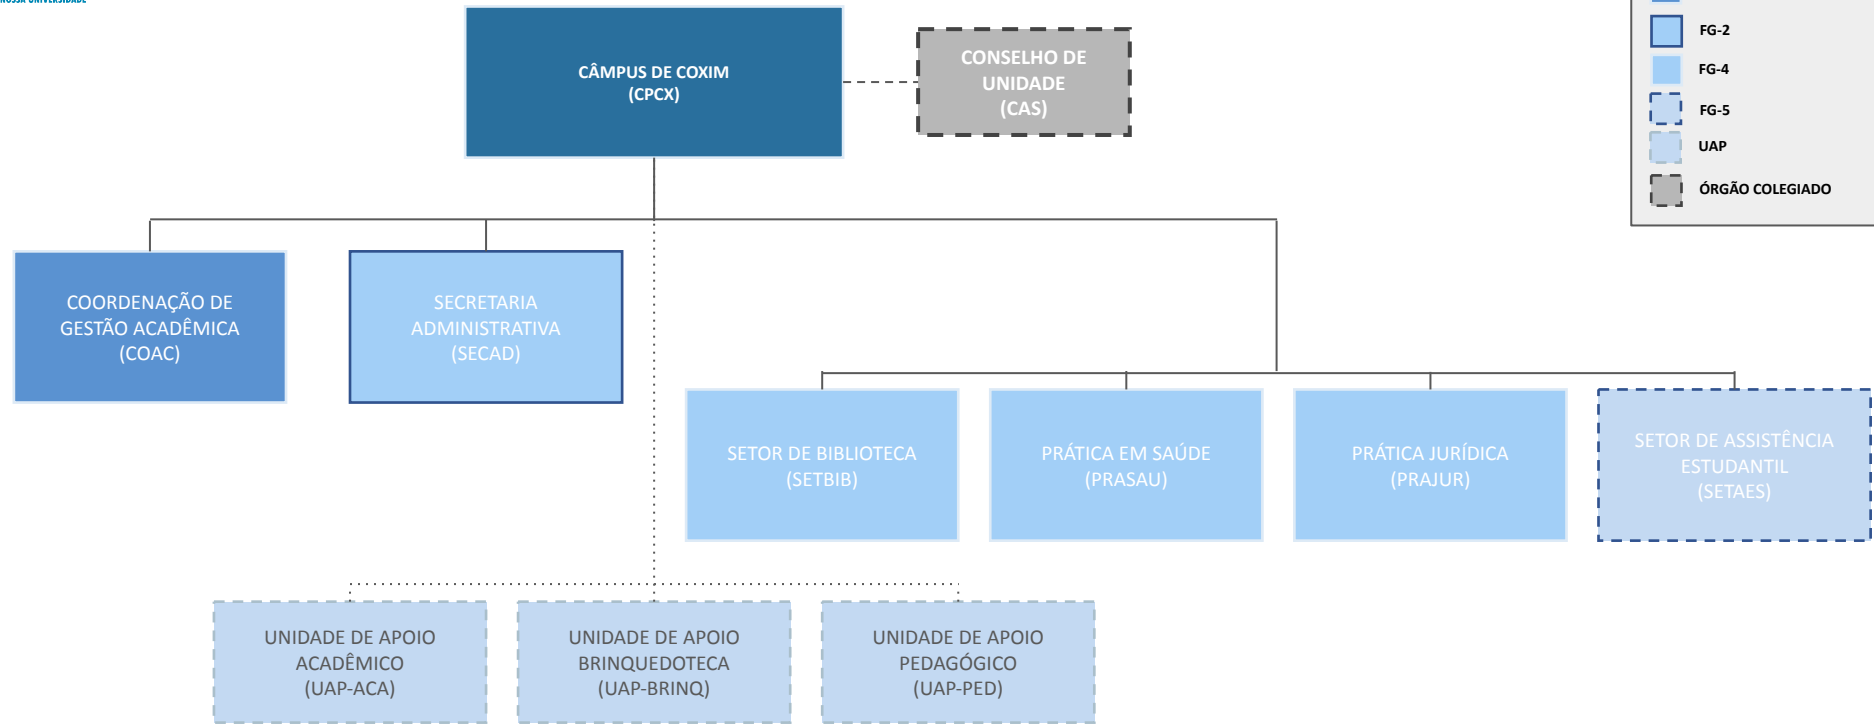 NOSSA UNIVERSIDADE
CÂMPUS DE COXIM
(CPCX)
CONSELHO DE
UNIDADE
(CAS)
FG-2
FG-4
FG-5
UAP
ÓRGÃO COLEGIADO
COORDENAÇÃO DE
GESTÃO ACADÊMICA
(COAC)
SECRETARIA
ADMINISTRATIVA
(SECAD)
SETOR DE BIBLIOTECA
(SETBIB)
PRÁTICA EM SAÚDE
(PRASAU)
PRÁTICA JURÍDICA
(PRAJUR)
SETOR DE ASSISTÊNCIA
ESTUDANTIL
(SETAES)
UNIDADE DE APOIO
ACADÊMICO
(UAP-ACA)
UNIDADE DE APOIO
BRINQUEDOTECA
(UAP-BRINQ)
UNIDADE DE APOIO
PEDAGÓGICO
(UAP-PED)